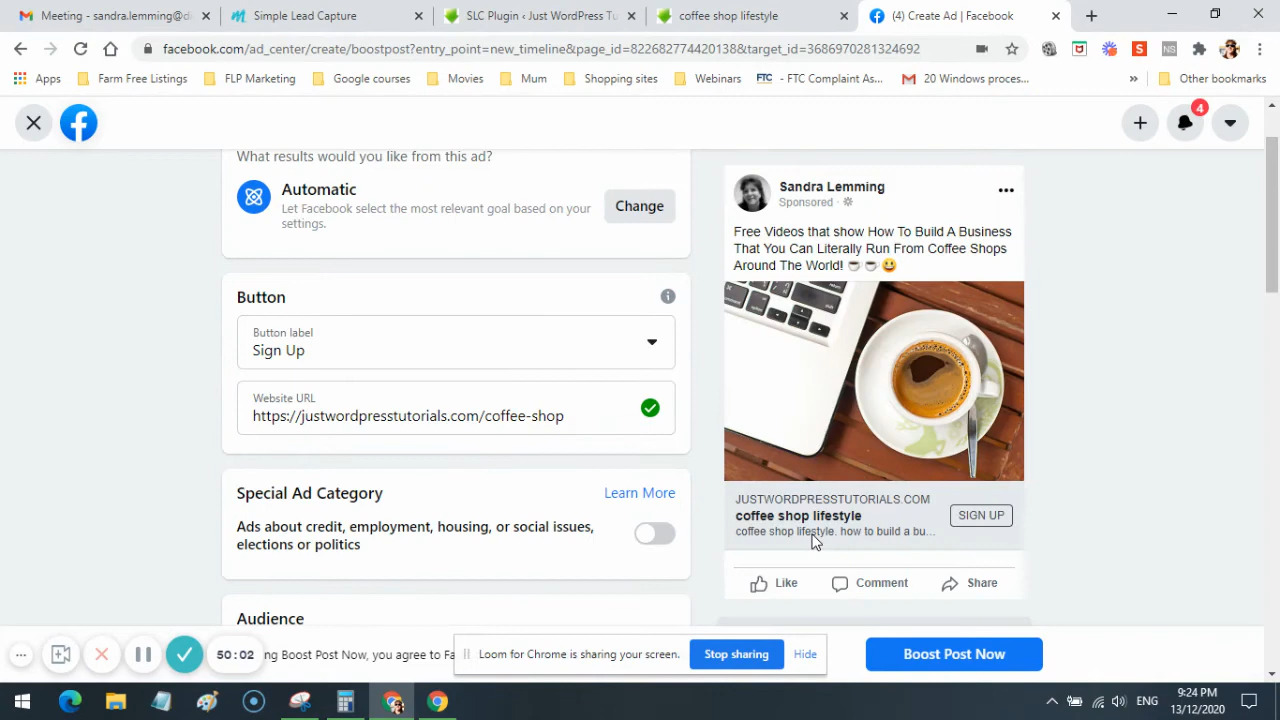 Meeting - sandra.lemming@d
Simple Lead Capture
SLC Plugin ‹ Just WordPress Tu
coffee shop lifestyle
(4) Create Ad | Facebook
facebook.com/ad_center/create/boostpost?entry_point=new_timeline&page_id=822682774420138&target_id=3686970281324692
Apps
Farm Free Listings
FLP Marketing
Google courses
Movies
Mum
Shopping sites
Webinars
FTC - FTC Complaint As...
20 Windows proces...
»
Other bookmarks
4
What results would you like from this ad?
Automatic
Let Facebook select the most relevant goal based on your
settings.
Change
Button
Button label
Sign Up
Website URL
https://justwordpresstutorials.com/coffee-shop
Special Ad Category
Learn More
Ads about credit, employment, housing, or social issues,
elections or politics
Audience
Sandra Lemming
Sponsored ·
Free Videos that show How To Build A Business
That You Can Literally Run From Coffee Shops
Around The World! ☕☕😀
JUSTWORDPRESSTUTORIALS.COM
coffee shop lifestyle
coffee shop lifestyle. how to build a bu...
SIGN UP
Like
Comment
Share
50:02
ng Boost Post Now, you agree to Fa
Loom for Chrome is sharing your screen.
Stop sharing
Hide
Boost Post Now
ENG
9:24 PM
13/12/2020